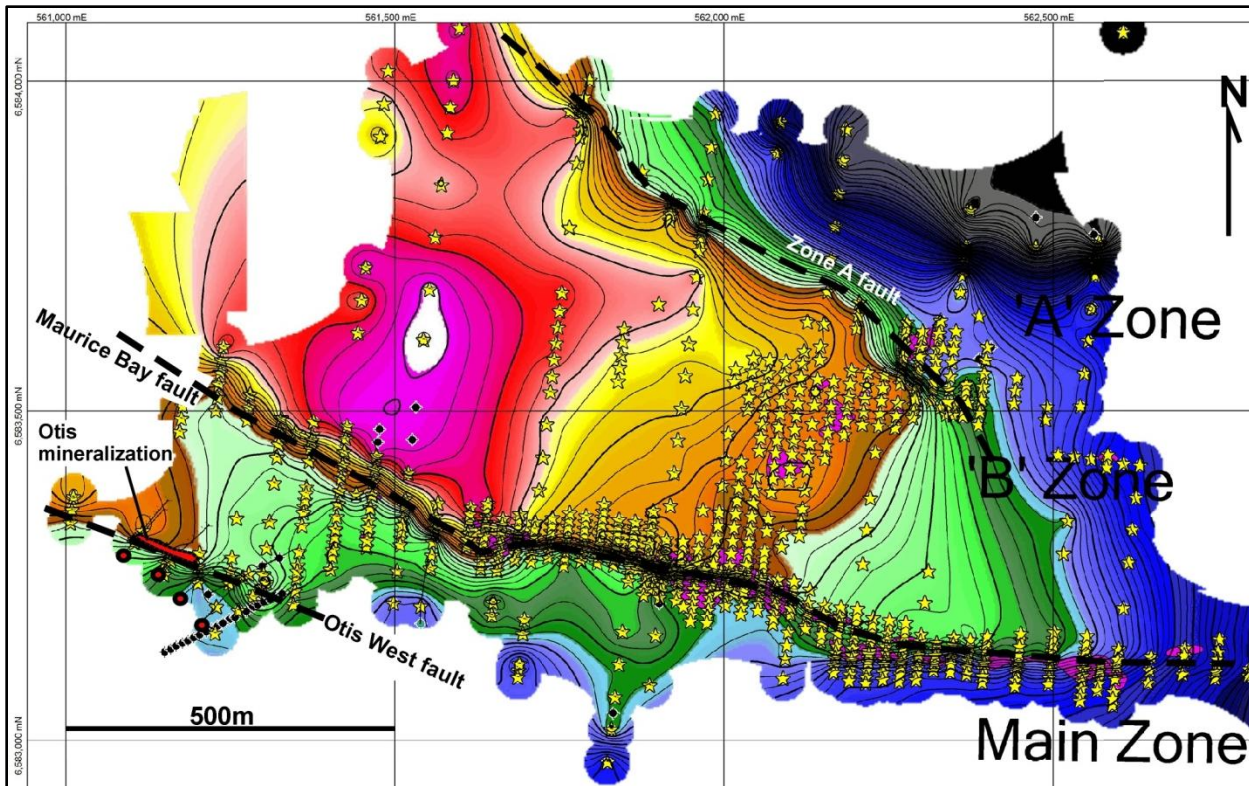 561,000 mE
561,500 mE
562,000 mE
562,500 mE
6,584,000 mN
N
Zone A fault
'A' Zone
Maurice Bay fault
6,583,500 mN
Otis
mineralization
'B' Zone
Otis West fault
500m
6,583,000 mN
Main Zone